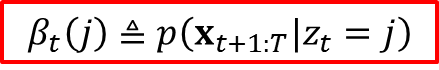 β_t(j) ≜ p(𝐱_{t+1:T}|z_t = j)